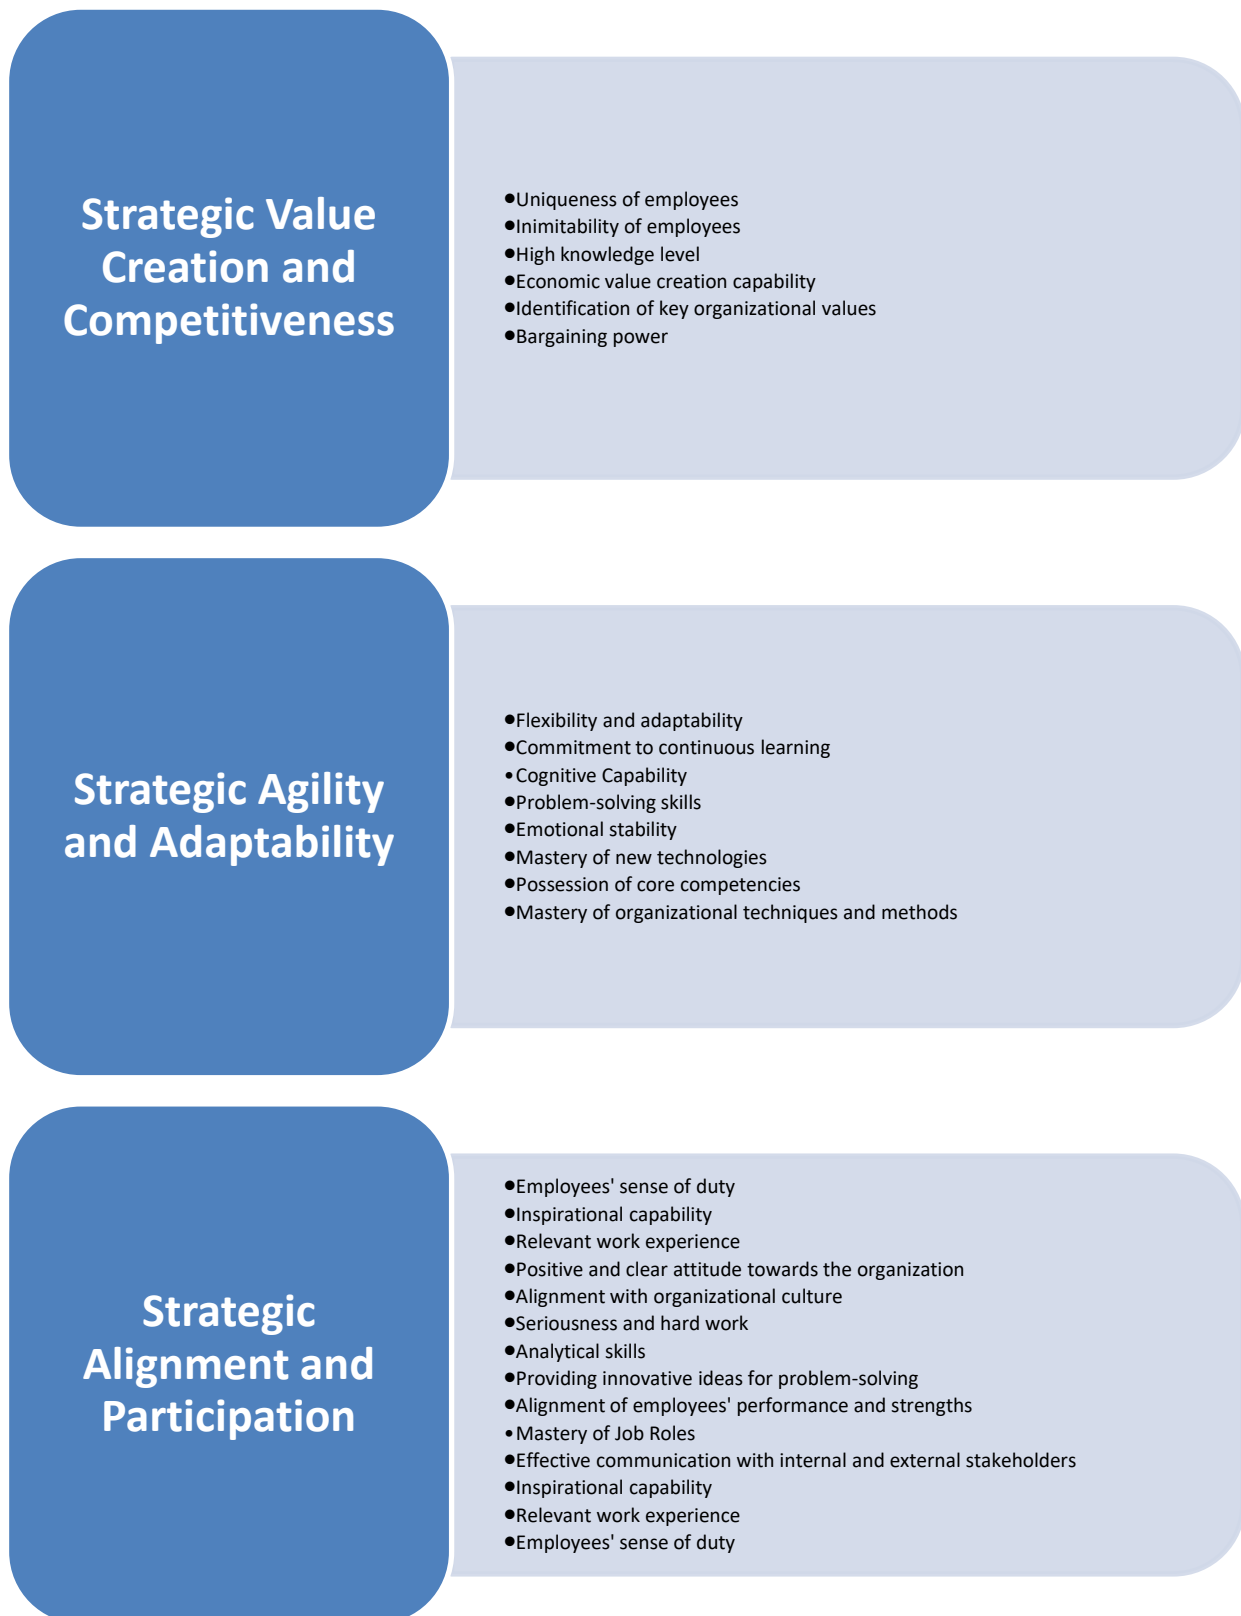 Strategic Value
Creation and
Competitiveness
●Uniqueness of employees
●Inimitability of employees
●High knowledge level
●Economic value creation capability
●Identification of key organizational values
●Bargaining power
Strategic Agility
and Adaptability
●Flexibility and adaptability
●Commitment to continuous learning
•Cognitive Capability
●Problem-solving skills
●Emotional stability
●Mastery of new technologies
●Possession of core competencies
●Mastery of organizational techniques and methods
Strategic
Alignment and
Participation
●Employees' sense of duty
●Inspirational capability
●Relevant work experience
●Positive and clear attitude towards the organization
●Alignment with organizational culture
●Seriousness and hard work
●Analytical skills
●Providing innovative ideas for problem-solving
●Alignment of employees' performance and strengths
•Mastery of Job Roles
●Effective communication with internal and external stakeholders
●Inspirational capability
●Relevant work experience
●Employees' sense of duty